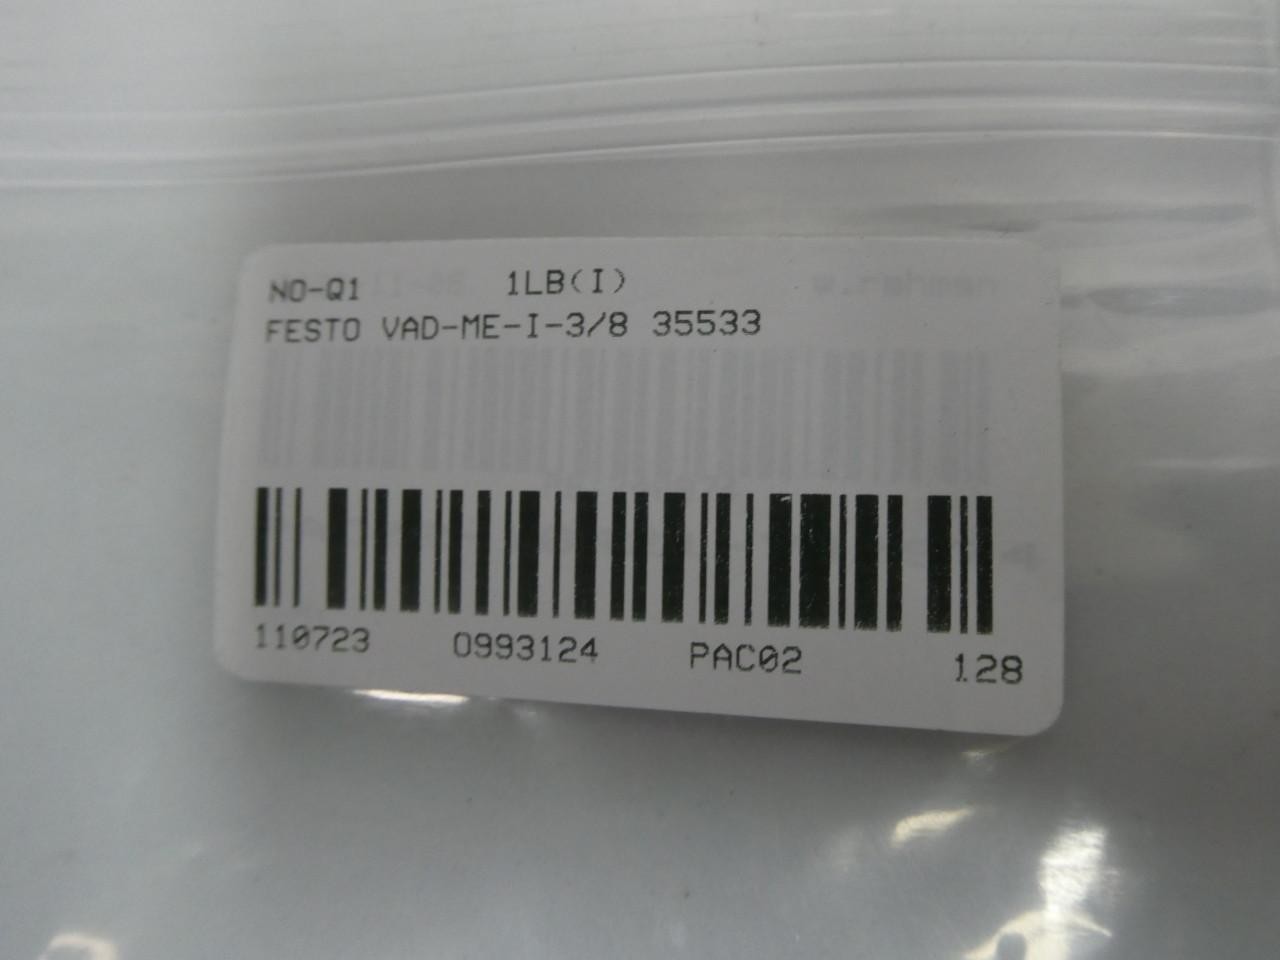 NO-Q1 1LB(I)
FESTO VAD-ME-I-3/8 35533
110723 0993124 PAC02 128